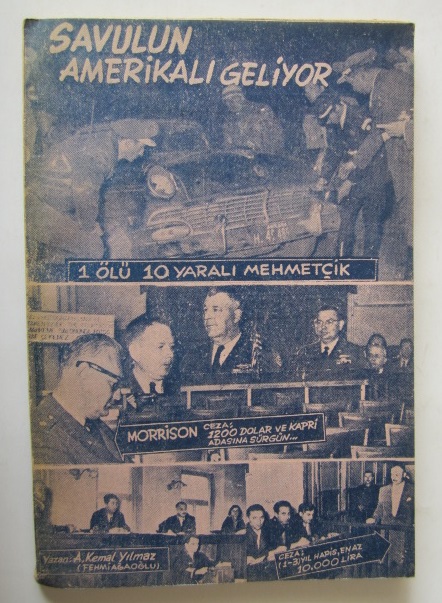 SAVULUN
AMERİKALI GELİYOR
1 ÖLÜ 10 YARALI MEHMETÇİK
MORRISON CEZA:
1200 DOLAR VE KAPRİ
ADASINA SÜRGÜN...
Yazan: A. Kemal Yılmaz
(FEHMİ AĞAOĞLU)
CEZA:
(1-3) YIL HAPİS, EN AZ
10.000 LİRA